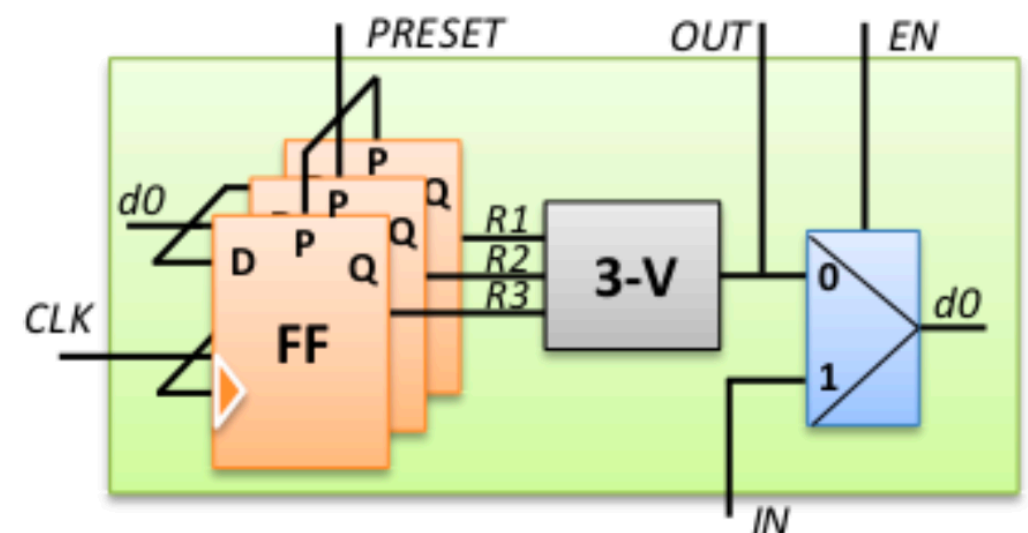 PRESET
OUT
EN
P
Q
d0
P
Q
R1
D
P
Q
R2
3-V
0
R3
d0
CLK
FF
1
IN